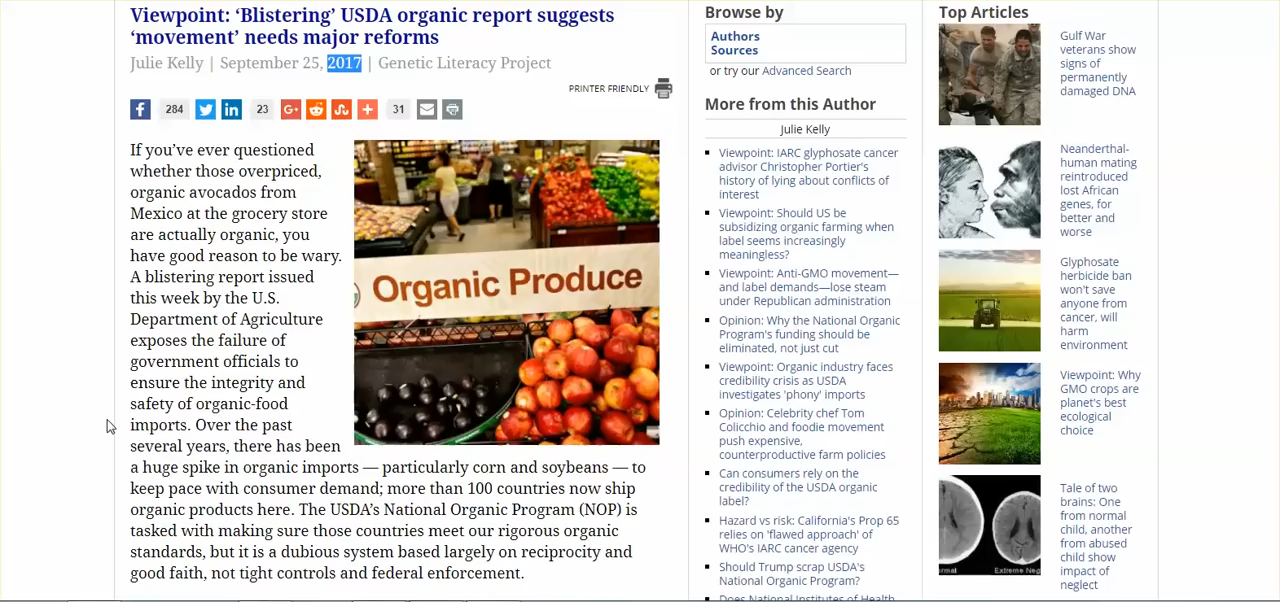 Viewpoint: ‘Blistering’ USDA organic report suggests
‘movement’ needs major reforms
Julie Kelly | September 25, 2017 | Genetic Literacy Project
PRINTER FRIENDLY
284
23
31
If you’ve ever questioned
whether those overpriced,
organic avocados from
Mexico at the grocery store
are actually organic, you
have good reason to be wary.
A blistering report issued
this week by the U.S.
Department of Agriculture
exposes the failure of
government officials to
ensure the integrity and
safety of organic-food
imports. Over the past
several years, there has been
a huge spike in organic imports — particularly corn and soybeans — to
keep pace with consumer demand; more than 100 countries now ship
organic products here. The USDA’s National Organic Program (NOP) is
tasked with making sure those countries meet our rigorous organic
standards, but it is a dubious system based largely on reciprocity and
good faith, not tight controls and federal enforcement.
Organic Produce
Browse by
Authors
Sources
or try our Advanced Search
More from this Author
Julie Kelly
Viewpoint: IARC glyphosate cancer
advisor Christopher Portier's
history of lying about conflicts of
interest
Viewpoint: Should US be
subsidizing organic farming when
label seems increasingly
meaningless?
Viewpoint: Anti-GMO movement—
and label demands—lose steam
under Republican administration
Opinion: Why the National Organic
Program's funding should be
eliminated, not just cut
Viewpoint: Organic industry faces
credibility crisis as USDA
investigates 'phony' imports
Opinion: Celebrity chef Tom
Colicchio and foodie movement
push expensive,
counterproductive farm policies
Can consumers rely on the
credibility of the USDA organic
label?
Hazard vs risk: California's Prop 65
relies on 'flawed approach' of
WHO's IARC cancer agency
Should Trump scrap USDA's
National Organic Program?
Does National Institutes of Health
Top Articles
Gulf War
veterans show
signs of
permanently
damaged DNA
Neanderthal-
human mating
reintroduced
lost African
genes, for
better and
worse
Glyphosate
herbicide ban
won't save
anyone from
cancer, will
harm
environment
Viewpoint: Why
GMO crops are
planet's best
ecological
choice
Tale of two
brains: One
from normal
child, another
from abused
child show
impact of
neglect
Extreme Neg